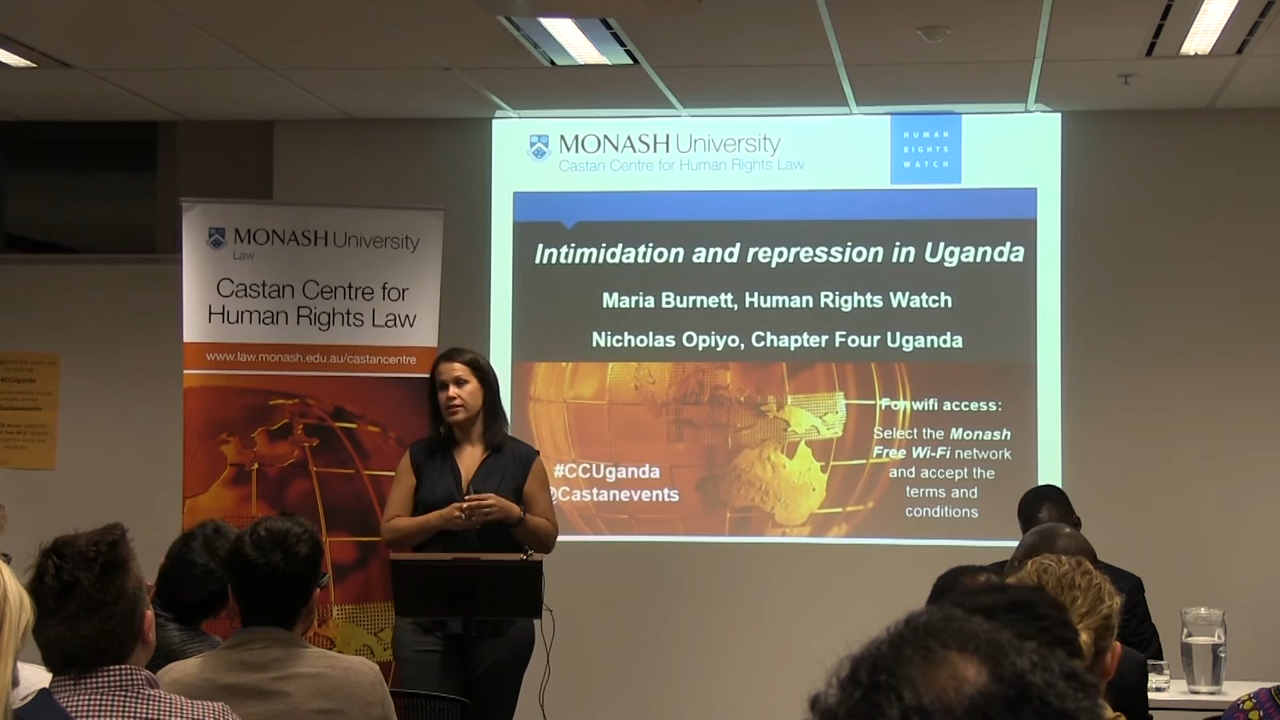 MONASH University
Law
Castan Centre for
Human Rights Law
www.law.monash.edu.au/castancentre
MONASH University
Castan Centre for Human Rights Law
HUMAN
RIGHTS
WATCH
Intimidation and repression in Uganda
Maria Burnett, Human Rights Watch
Nicholas Opiyo, Chapter Four Uganda
#CCUganda
@Castanevents
For wifi access:
Select the Monash
Free Wi-Fi network
and accept the
terms and
conditions
#CCUganda
Castanevents